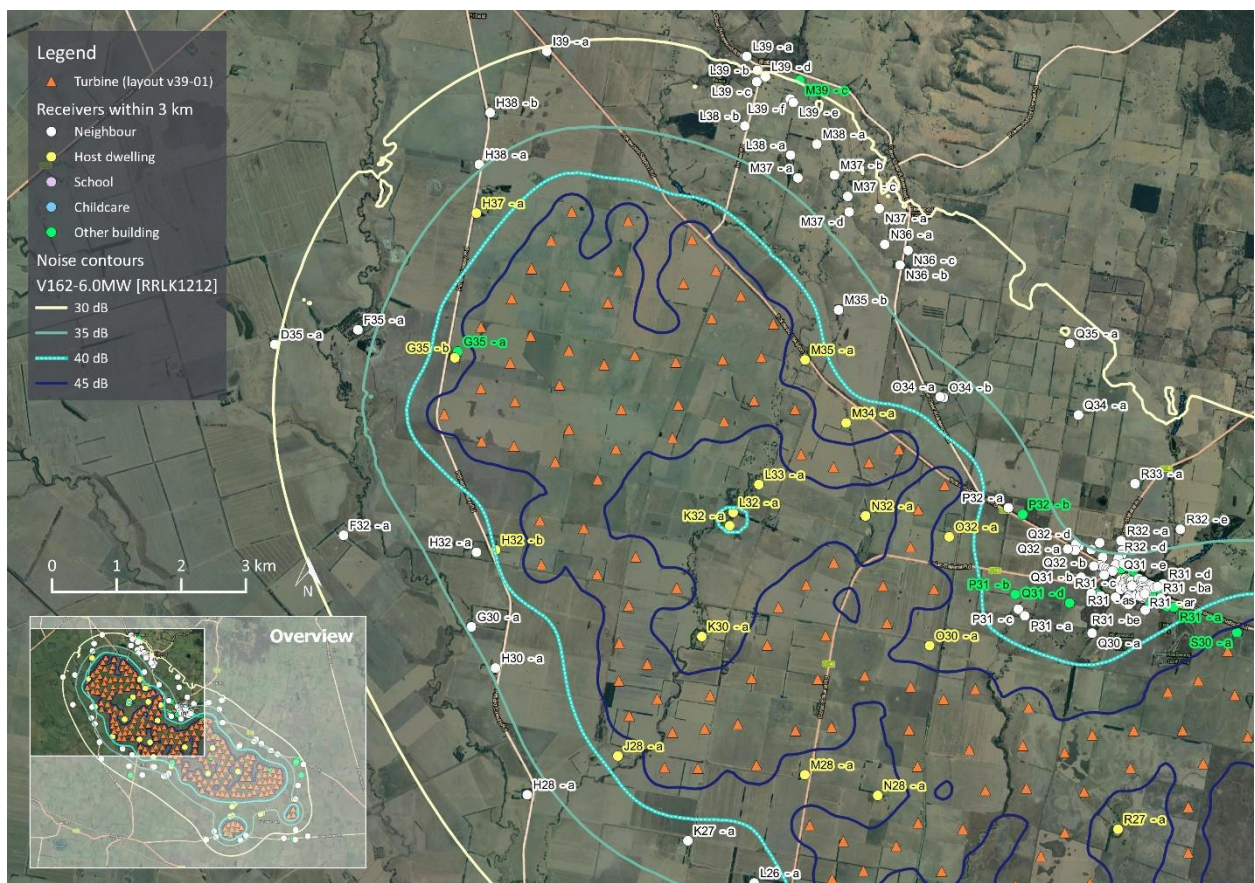 Legend
Turbine (layout v39-01)
Receivers within 3 km
Neighbour
Host dwelling
School
Childcare
Other building
Noise contours
V162-6.0MW [RRLK1212]
30 dB
35 dB
40 dB
45 dB
I39 - a
L39 - a
L39 - b
L39 - d
L39 - c
M39 - c
H38 - b
L39 - f
L39 - e
L38 - b
M38 - a
H38 - a
L38 - a
M37 - a
M37 - b
M37 - c
H37 - a
M37 - d
N37 - a
N36 - a
N36 - c
N36 - b
M35 - b
D35 - a
F35 - a
Q35 - a
G35 - b
G35 - a
M35 - a
O34 - a
O34 - b
Q34 - a
M34 - a
L33 - a
R33 - a
P32 - a
P32 - b
L32 - a
K32 - a
N32 - a
R32 - e
F32 - a
H32 - a
H32 - b
O32 - a
Q32 - d
R32 - a
Q32 - a
R32 - d
Q32 - b
Q31 - e
0 1 2 3 km
N
Q31 - b
R31 - c
R31 - d
P31 - b
R31 - ba
Q31 - d
R31 - as
R31 - ar
P31 - c
P31 - a
R31 - be
R31 - a
G30 - a
K30 - a
O30 - a
Q30 - a
S30 - a
Overview
H30 - a
J28 - a
M28 - a
N28 - a
H28 - a
R27 - a
K27 - a
L26 - a